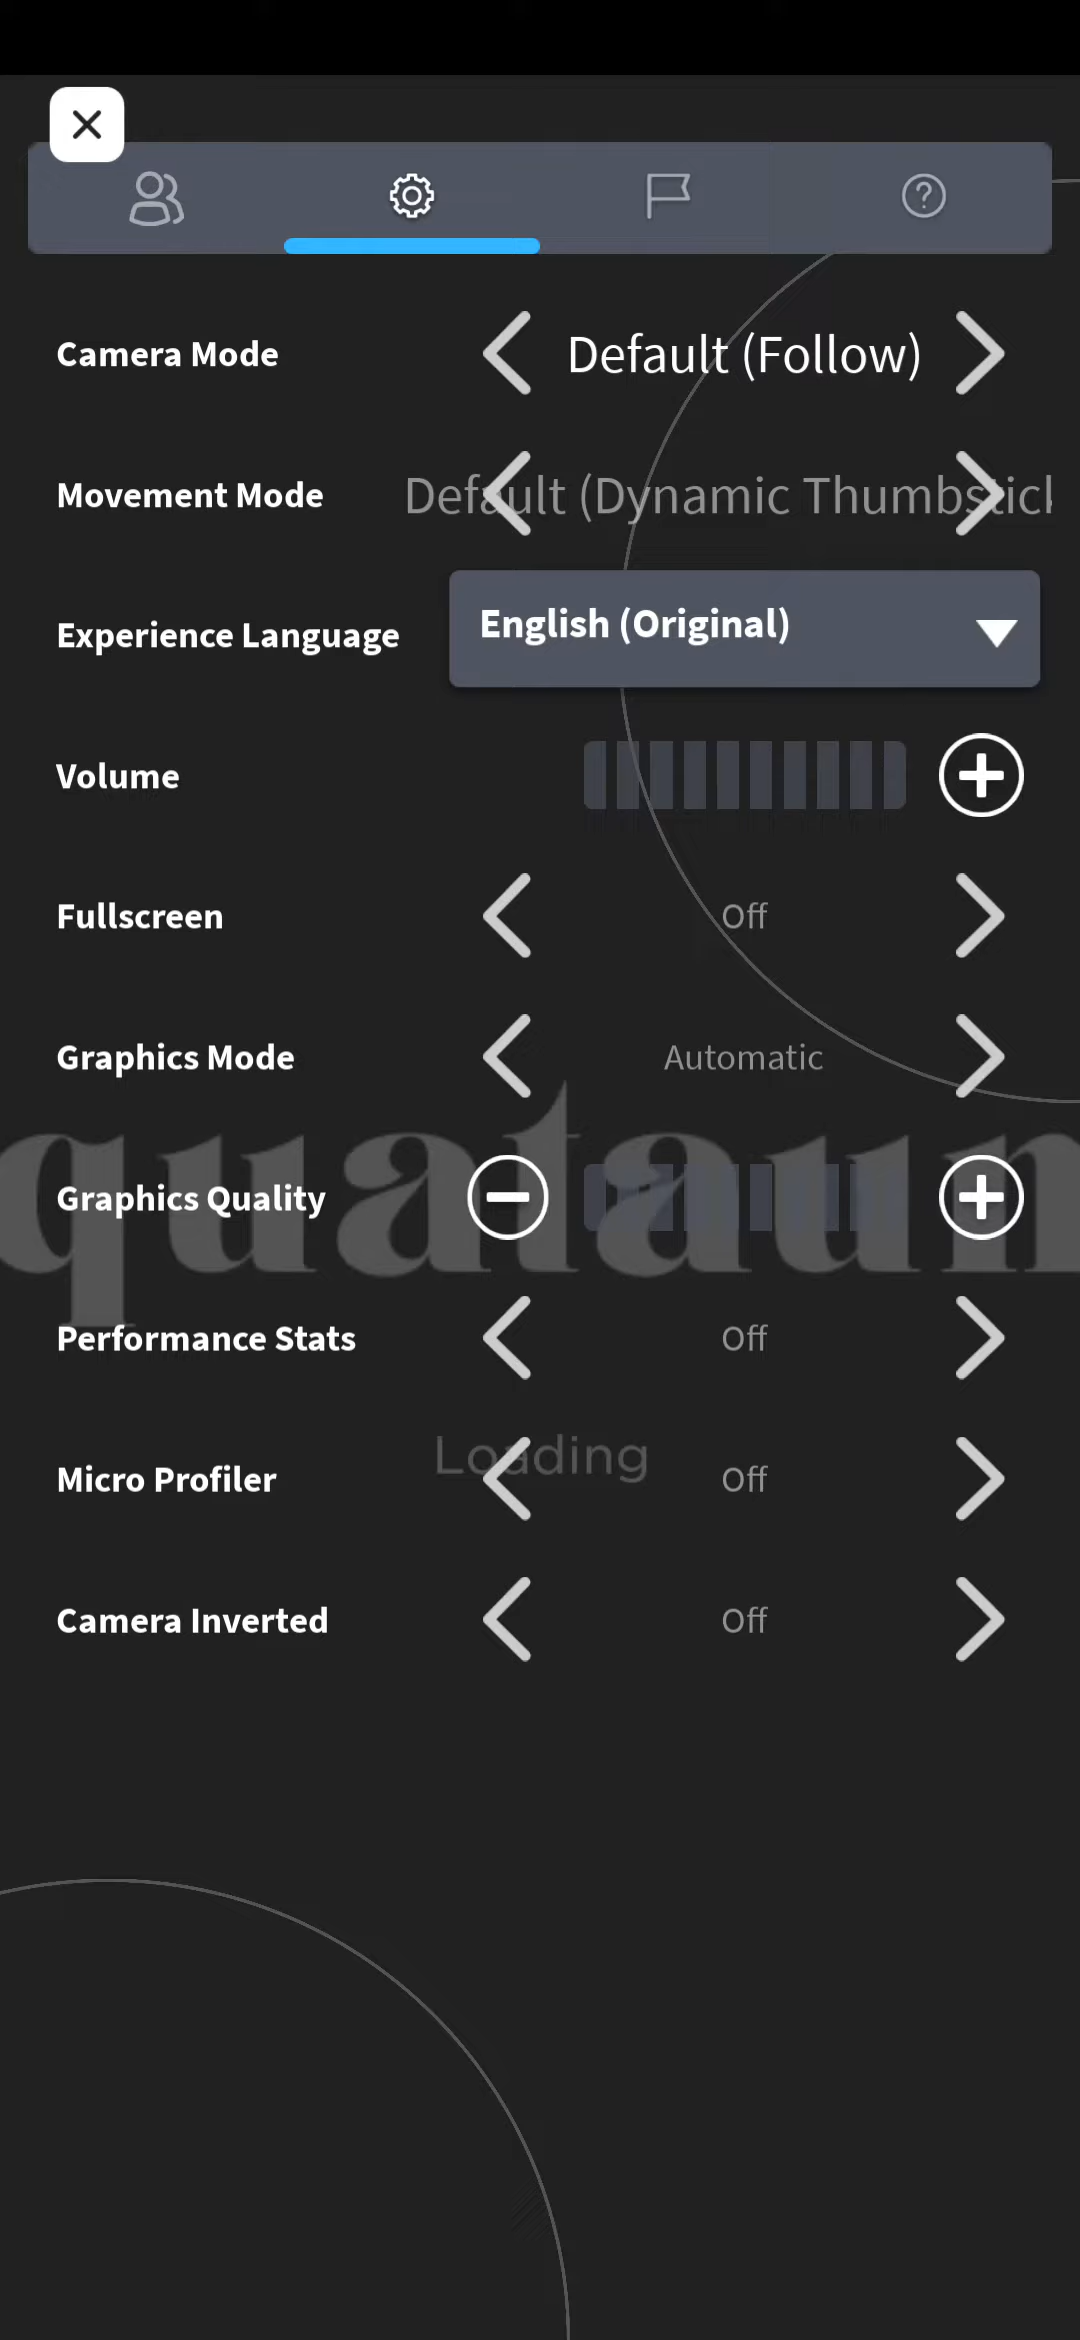 Camera Mode Default (Follow)
Movement Mode Default (Dynamic Thumbstick
Experience Language English (Original)
Volume
Fullscreen Off
Graphics Mode Automatic
quataun
Graphics Quality
Performance Stats Off
Loading
Micro Profiler Off
Camera Inverted Off